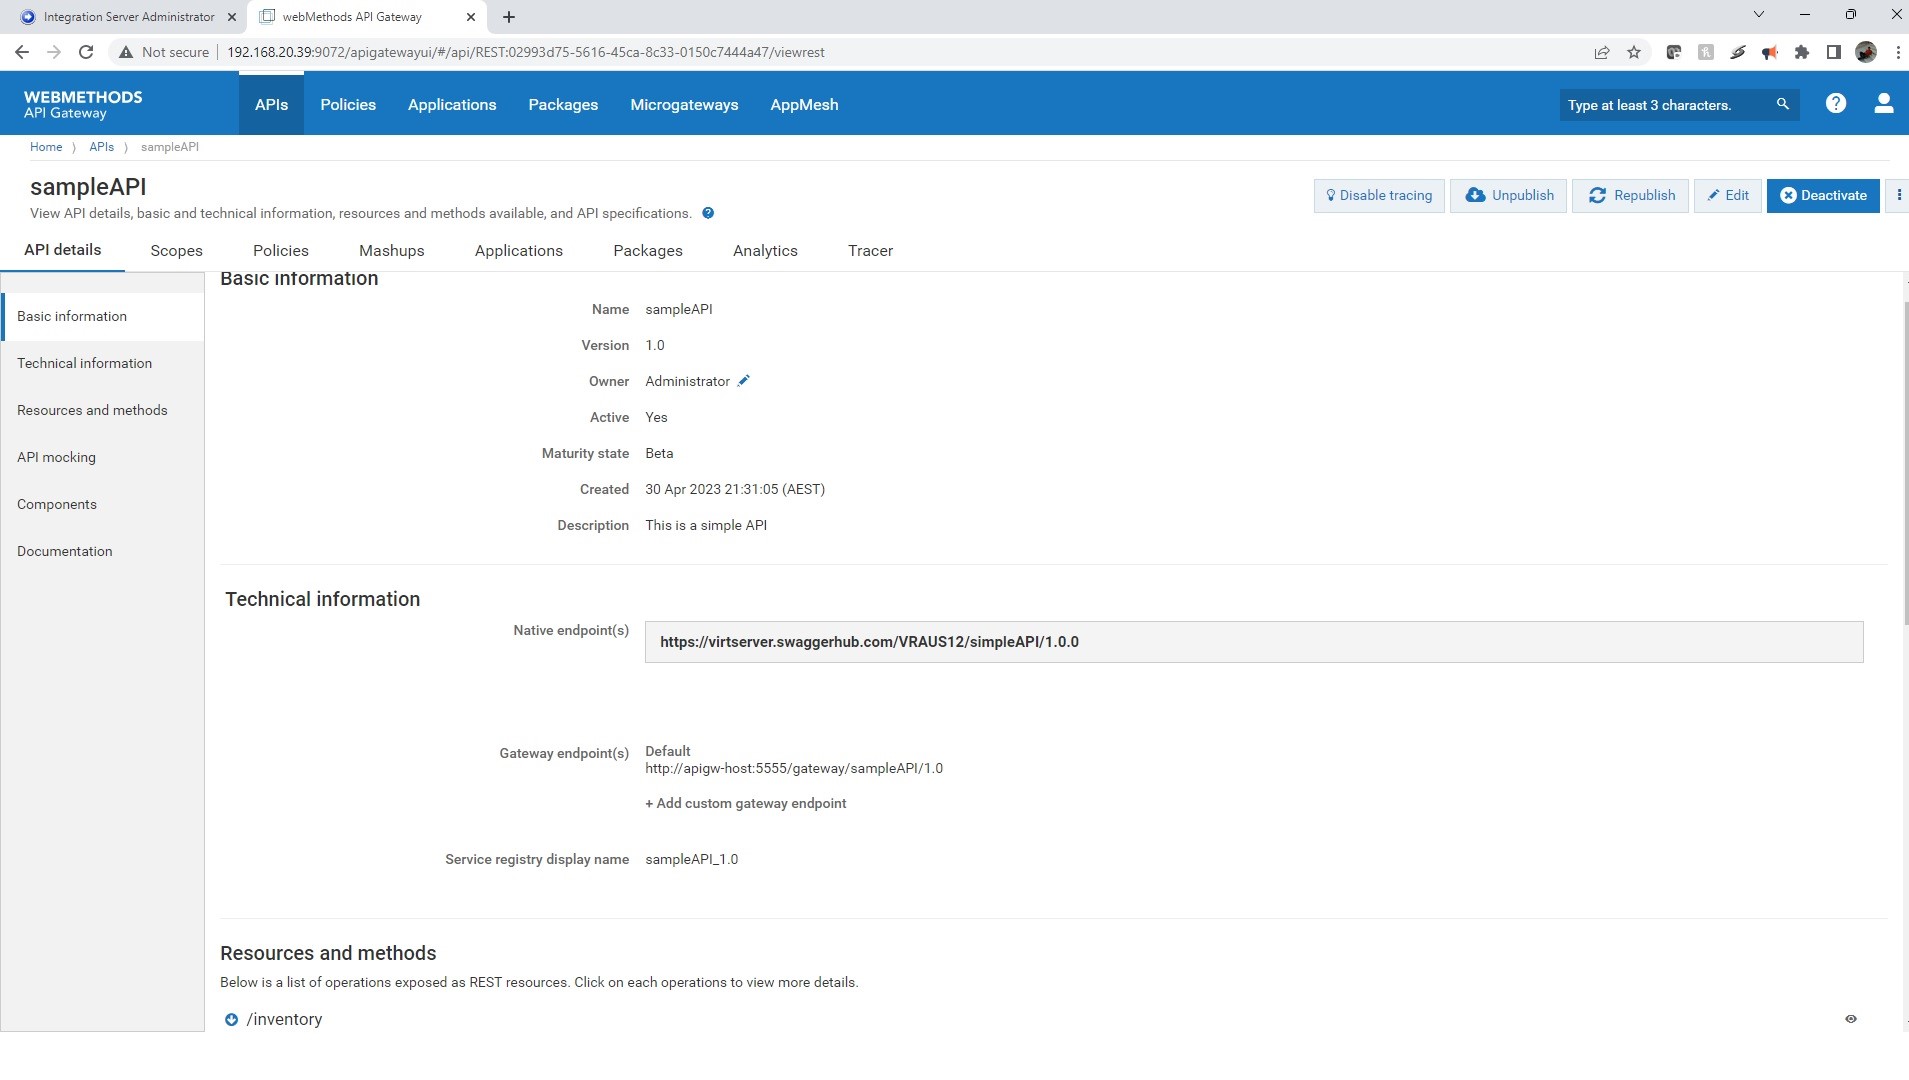 Integration Server Administrator
webMethods API Gateway
Not secure
192.168.20.39:9072/apigatewayui/#/api/REST:02993d75-5616-45ca-8c33-0150c7444a47/viewrest
WEBMETHODS
API Gateway
APIs
Policies
Applications
Packages
Microgateways
AppMesh
Type at least 3 characters.
Home
APIs
sampleAPI
sampleAPI
View API details, basic and technical information, resources and methods available, and API specifications.
Disable tracing
Unpublish
Republish
Edit
Deactivate
API details
Scopes
Policies
Mashups
Applications
Packages
Analytics
Tracer
Basic information
Technical information
Resources and methods
API mocking
Components
Documentation
Basic information
Name sampleAPI
Version 1.0
Owner Administrator
Active Yes
Maturity state Beta
Created 30 Apr 2023 21:31:05 (AEST)
Description This is a simple API
Technical information
Native endpoint(s) https://virtserver.swaggerhub.com/VRAUS12/simpleAPI/1.0.0
Gateway endpoint(s) Default
http://apigw-host:5555/gateway/sampleAPI/1.0
+ Add custom gateway endpoint
Service registry display name sampleAPI_1.0
Resources and methods
Below is a list of operations exposed as REST resources. Click on each operations to view more details.
/inventory